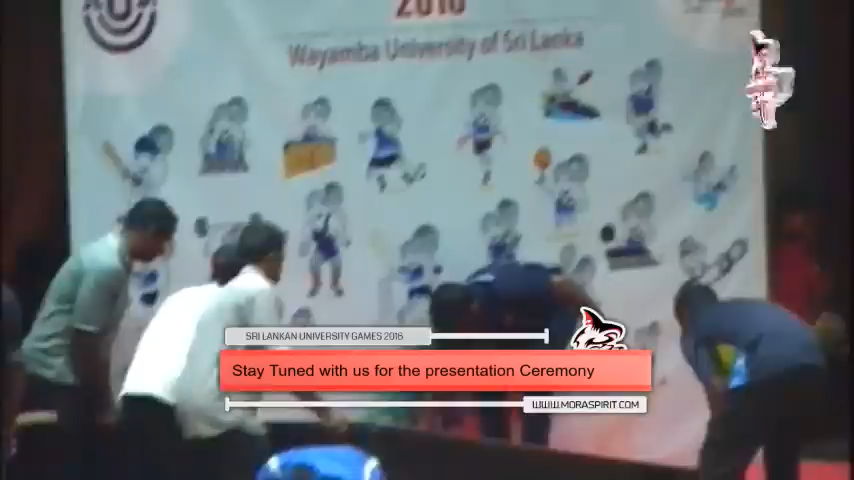 2016
Wayamba University of Sri Lanka
SRI LANKAN UNIVERSITY GAMES 2016
Stay Tuned with us for the presentation Ceremony
WWW.MORASPIRIT.COM